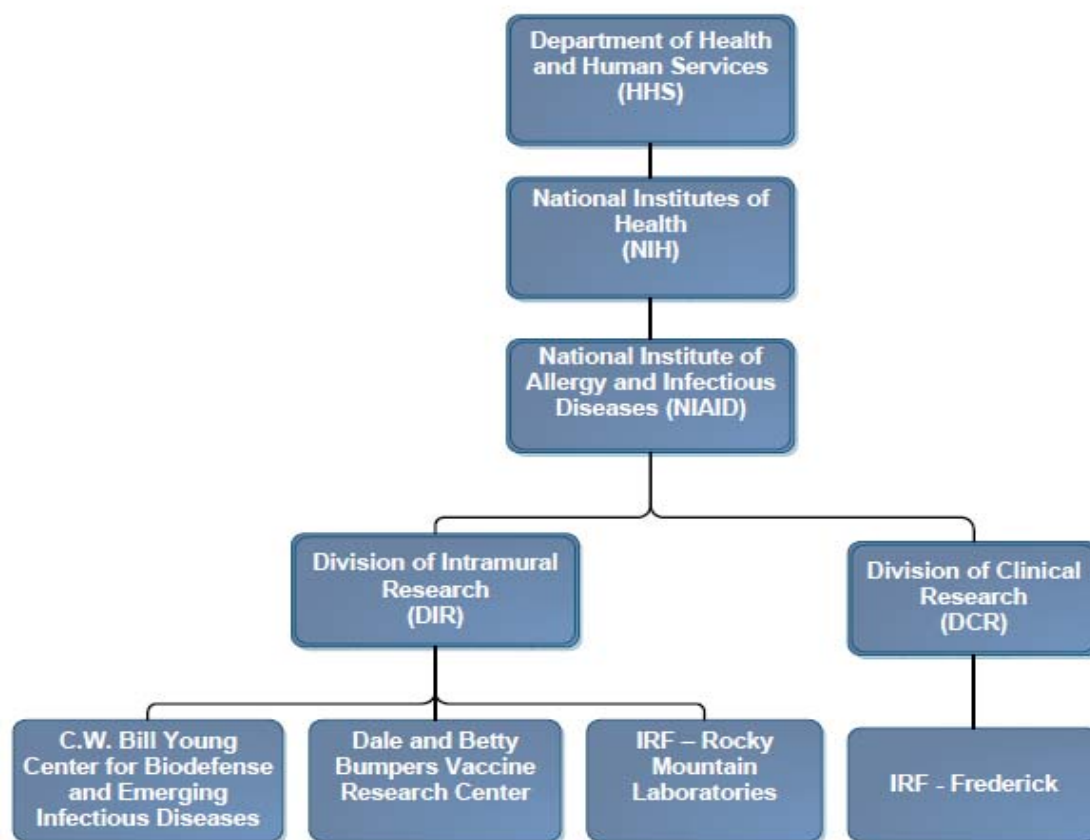 Department of Health
and Human Services
(HHS)
National Institutes of
Health
(NIH)
National Institute of
Allergy and Infectious
Diseases (NIAID)
Division of Intramural
Research
(DIR)
Division of Clinical
Research
(DCR)
C.W. Bill Young
Center for Biodefense
and Emerging
Infectious Diseases
Dale and Betty
Bumpers Vaccine
Research Center
IRF – Rocky
Mountain
Laboratories
IRF - Frederick